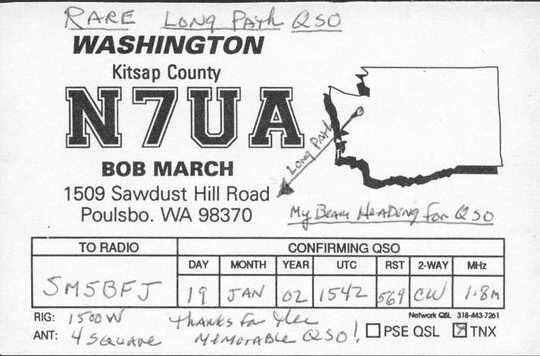 RARE LONG PATH QSO
WASHINGTON
Kitsap County
N7UA
BOB MARCH
1509 Sawdust Hill Road
Poulsbo. WA 98370
LONG PATH
My BEAM HEADING FOR QSO
TO RADIO CONFIRMING QSO
DAY MONTH YEAR UTC RST 2-WAY MHz
SM5BFJ 19 JAN 02 1542 569 CW 1.8m
Network QSL 318-443-7261
RIG: 1500W THANKS For The
ANT: 4 SQUARE MEMORABLE QSO! PSE QSL TNX